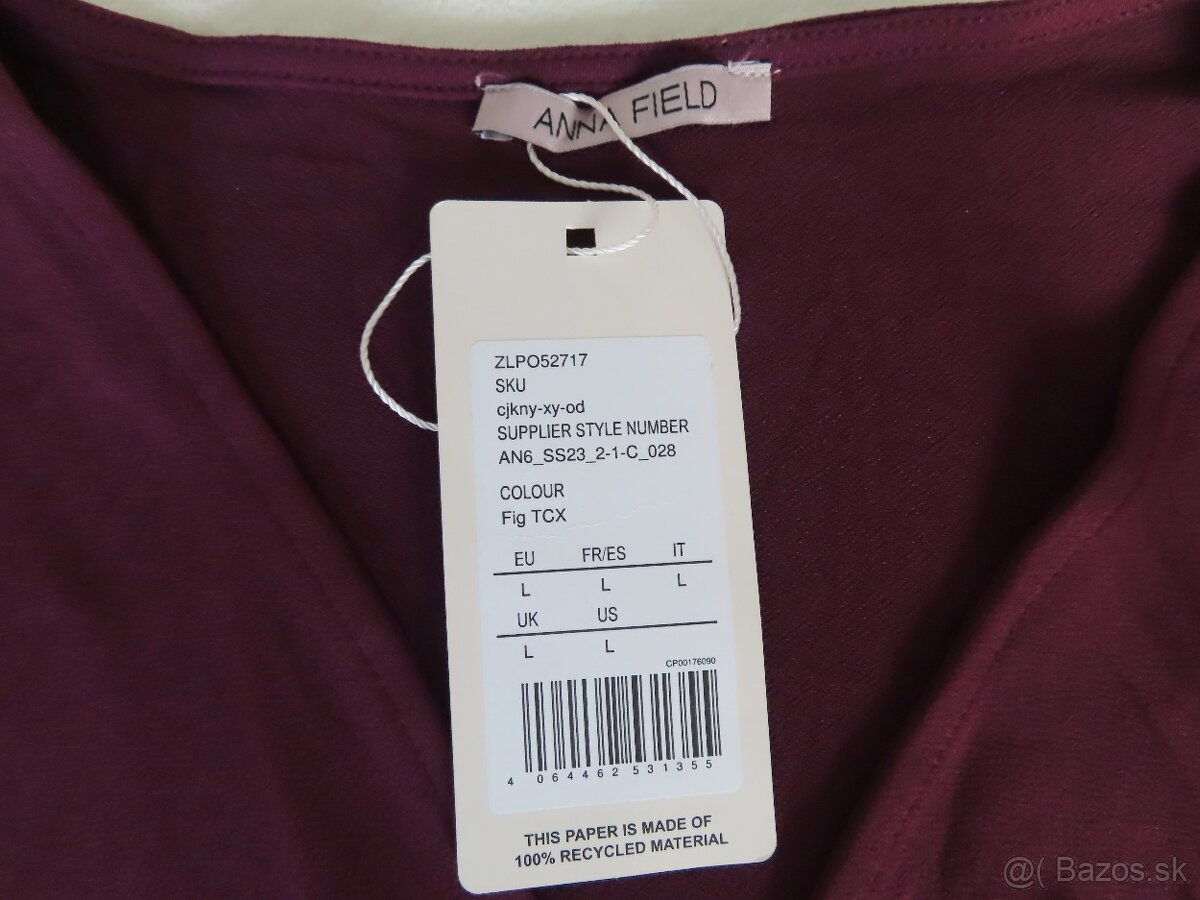 ANNA FIELD
ZLPO52717
SKU
cjkny-xy-od
SUPPLIER STYLE NUMBER
AN6_SS23_2-1-C_028
COLOUR
Fig TCX
EU FR/ES IT
L L L
UK US
L L
CP00176090
4 064462 531355
THIS PAPER IS MADE OF
100% RECYCLED MATERIAL
@( Bazos.sk